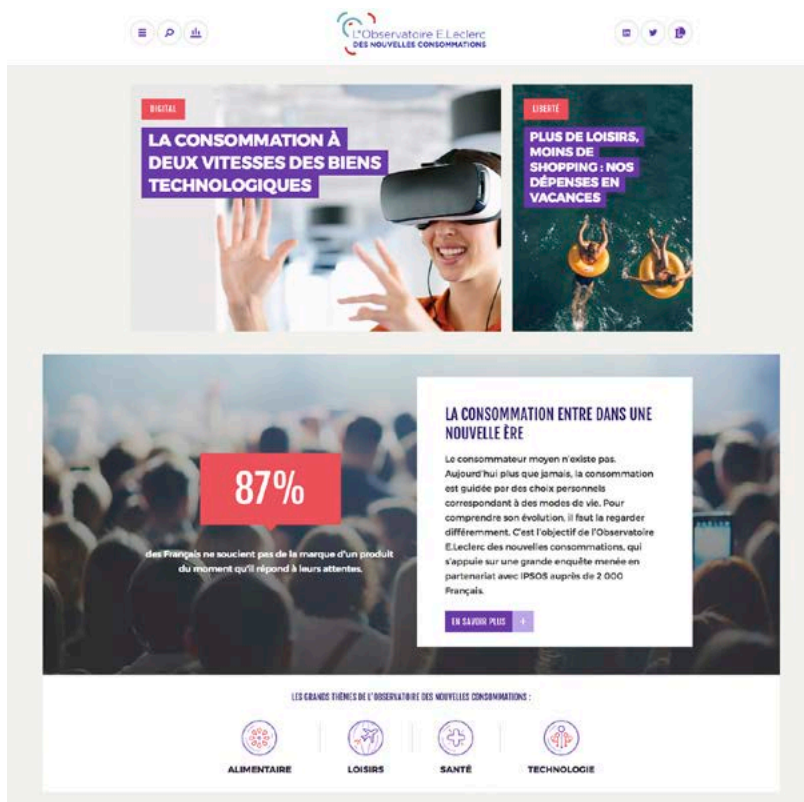 L'Observatoire E.Leclerc
DES NOUVELLES CONSOMMATIONS
DIGITAL
LA CONSOMMATION À
DEUX VITESSES DES BIENS
TECHNOLOGIQUES
LIBERTÉ
PLUS DE LOISIRS,
MOINS DE
SHOPPING : NOS
DÉPENSES EN
VACANCES
87%
des Français ne soucient pas de la marque d'un produit
du moment qu'il répond à leurs attentes.
LA CONSOMMATION ENTRE DANS UNE
NOUVELLE ÈRE
Le consommateur moyen n'existe pas.
Aujourd'hui plus que jamais, la consommation
est guidée par des choix personnels
correspondant à des modes de vie. Pour
comprendre son évolution, il faut la regarder
différemment. C'est l'objectif de l'Observatoire
E.Leclerc des nouvelles consommations, qui
s'appuie sur une grande enquête menée en
partenariat avec IPSOS auprès de 2 000
Français.
EN SAVOIR PLUS +
LES GRANDS THÈMES DE L'OBSERVATOIRE DES NOUVELLES CONSOMMATIONS :
ALIMENTAIRE
LOISIRS
SANTÉ
TECHNOLOGIE